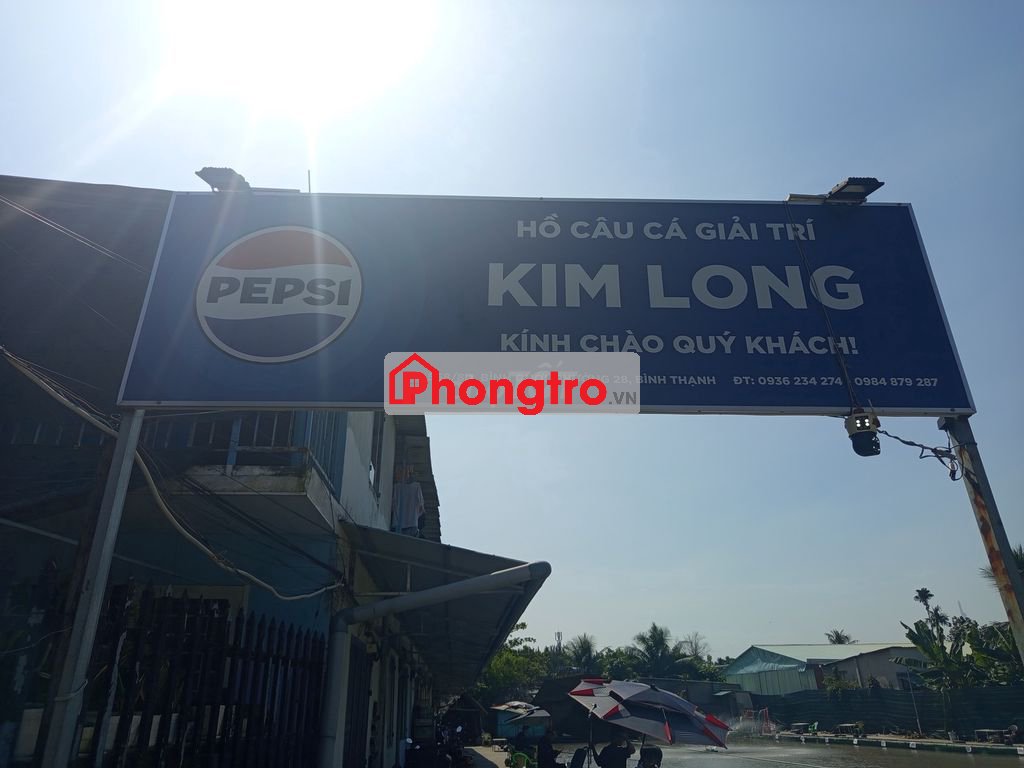 PEPSI
HỒ CÂU CÁ GIẢI TRÍ
KIM LONG
KÍNH CHÀO QUÝ KHÁCH!
28, BÌNH THẠNH ĐT: 0936 234 274 - 0984 879 287
Phongtro.VN